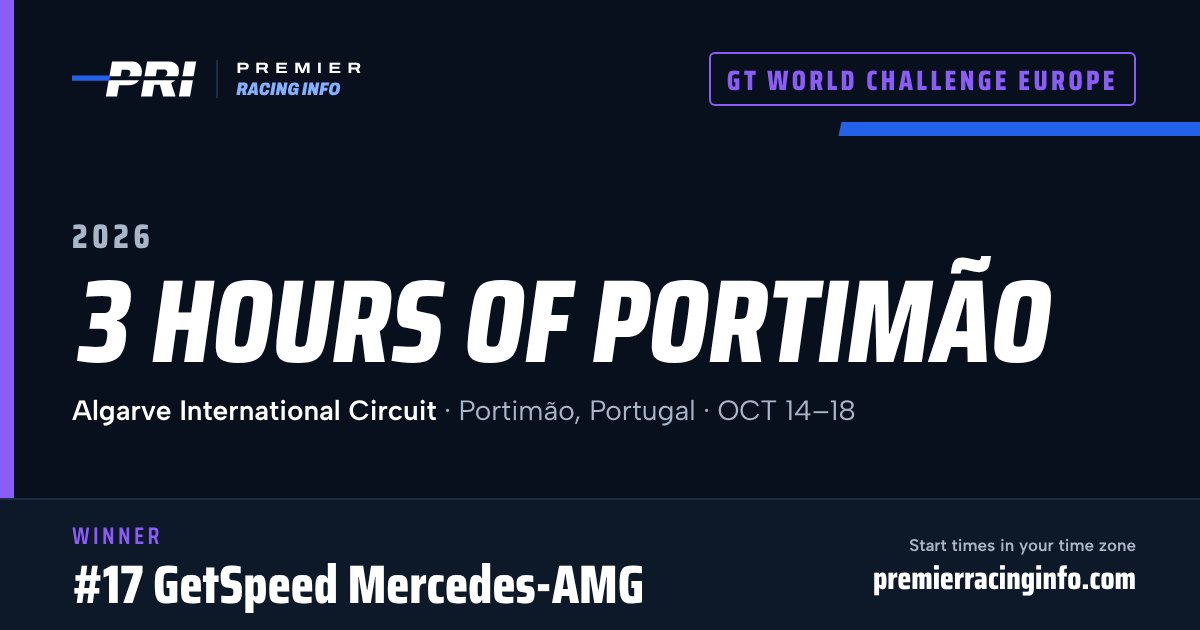 PRI
PREMIER
RACING INFO
GT WORLD CHALLENGE EUROPE
2026
3 HOURS OF PORTIMÃO
Algarve International Circuit · Portimão, Portugal · OCT 14–18
WINNER
#17 GetSpeed Mercedes-AMG
Start times in your time zone
premierracinginfo.com